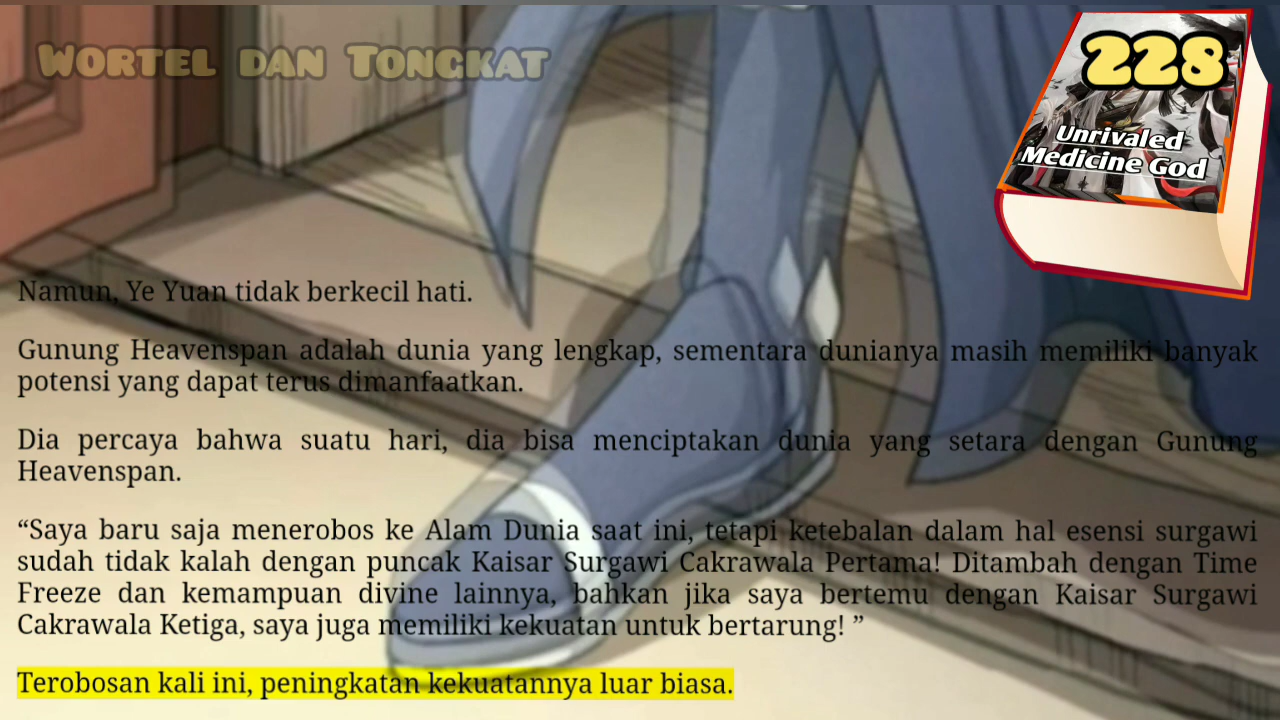 Wortel dan Tongkat
228
Unrivaled
Medicine God
Namun, Ye Yuan tidak berkecil hati.
Gunung Heavenspan adalah dunia yang lengkap, sementara dunianya masih memiliki banyak
potensi yang dapat terus dimanfaatkan.
Dia percaya bahwa suatu hari, dia bisa menciptakan dunia yang setara dengan Gunung
Heavenspan.
“Saya baru saja menerobos ke Alam Dunia saat ini, tetapi ketebalan dalam hal esensi surgawi
sudah tidak kalah dengan puncak Kaisar Surgawi Cakrawala Pertama! Ditambah dengan Time
Freeze dan kemampuan divine lainnya, bahkan jika saya bertemu dengan Kaisar Surgawi
Cakrawala Ketiga, saya juga memiliki kekuatan untuk bertarung! ”
Terobosan kali ini, peningkatan kekuatannya luar biasa.